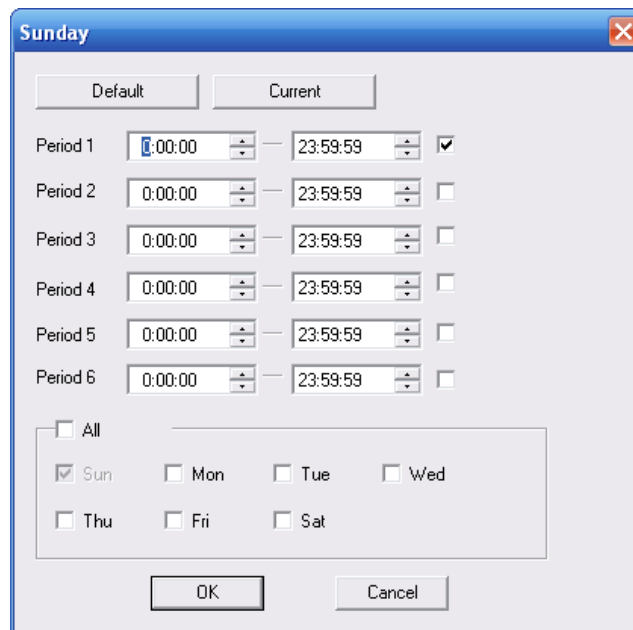 Sunday
Default Current
Period 1 0:00:00 — 23:59:59
Period 2 0:00:00 — 23:59:59
Period 3 0:00:00 — 23:59:59
Period 4 0:00:00 — 23:59:59
Period 5 0:00:00 — 23:59:59
Period 6 0:00:00 — 23:59:59
All
Sun Mon Tue Wed
Thu Fri Sat
OK Cancel